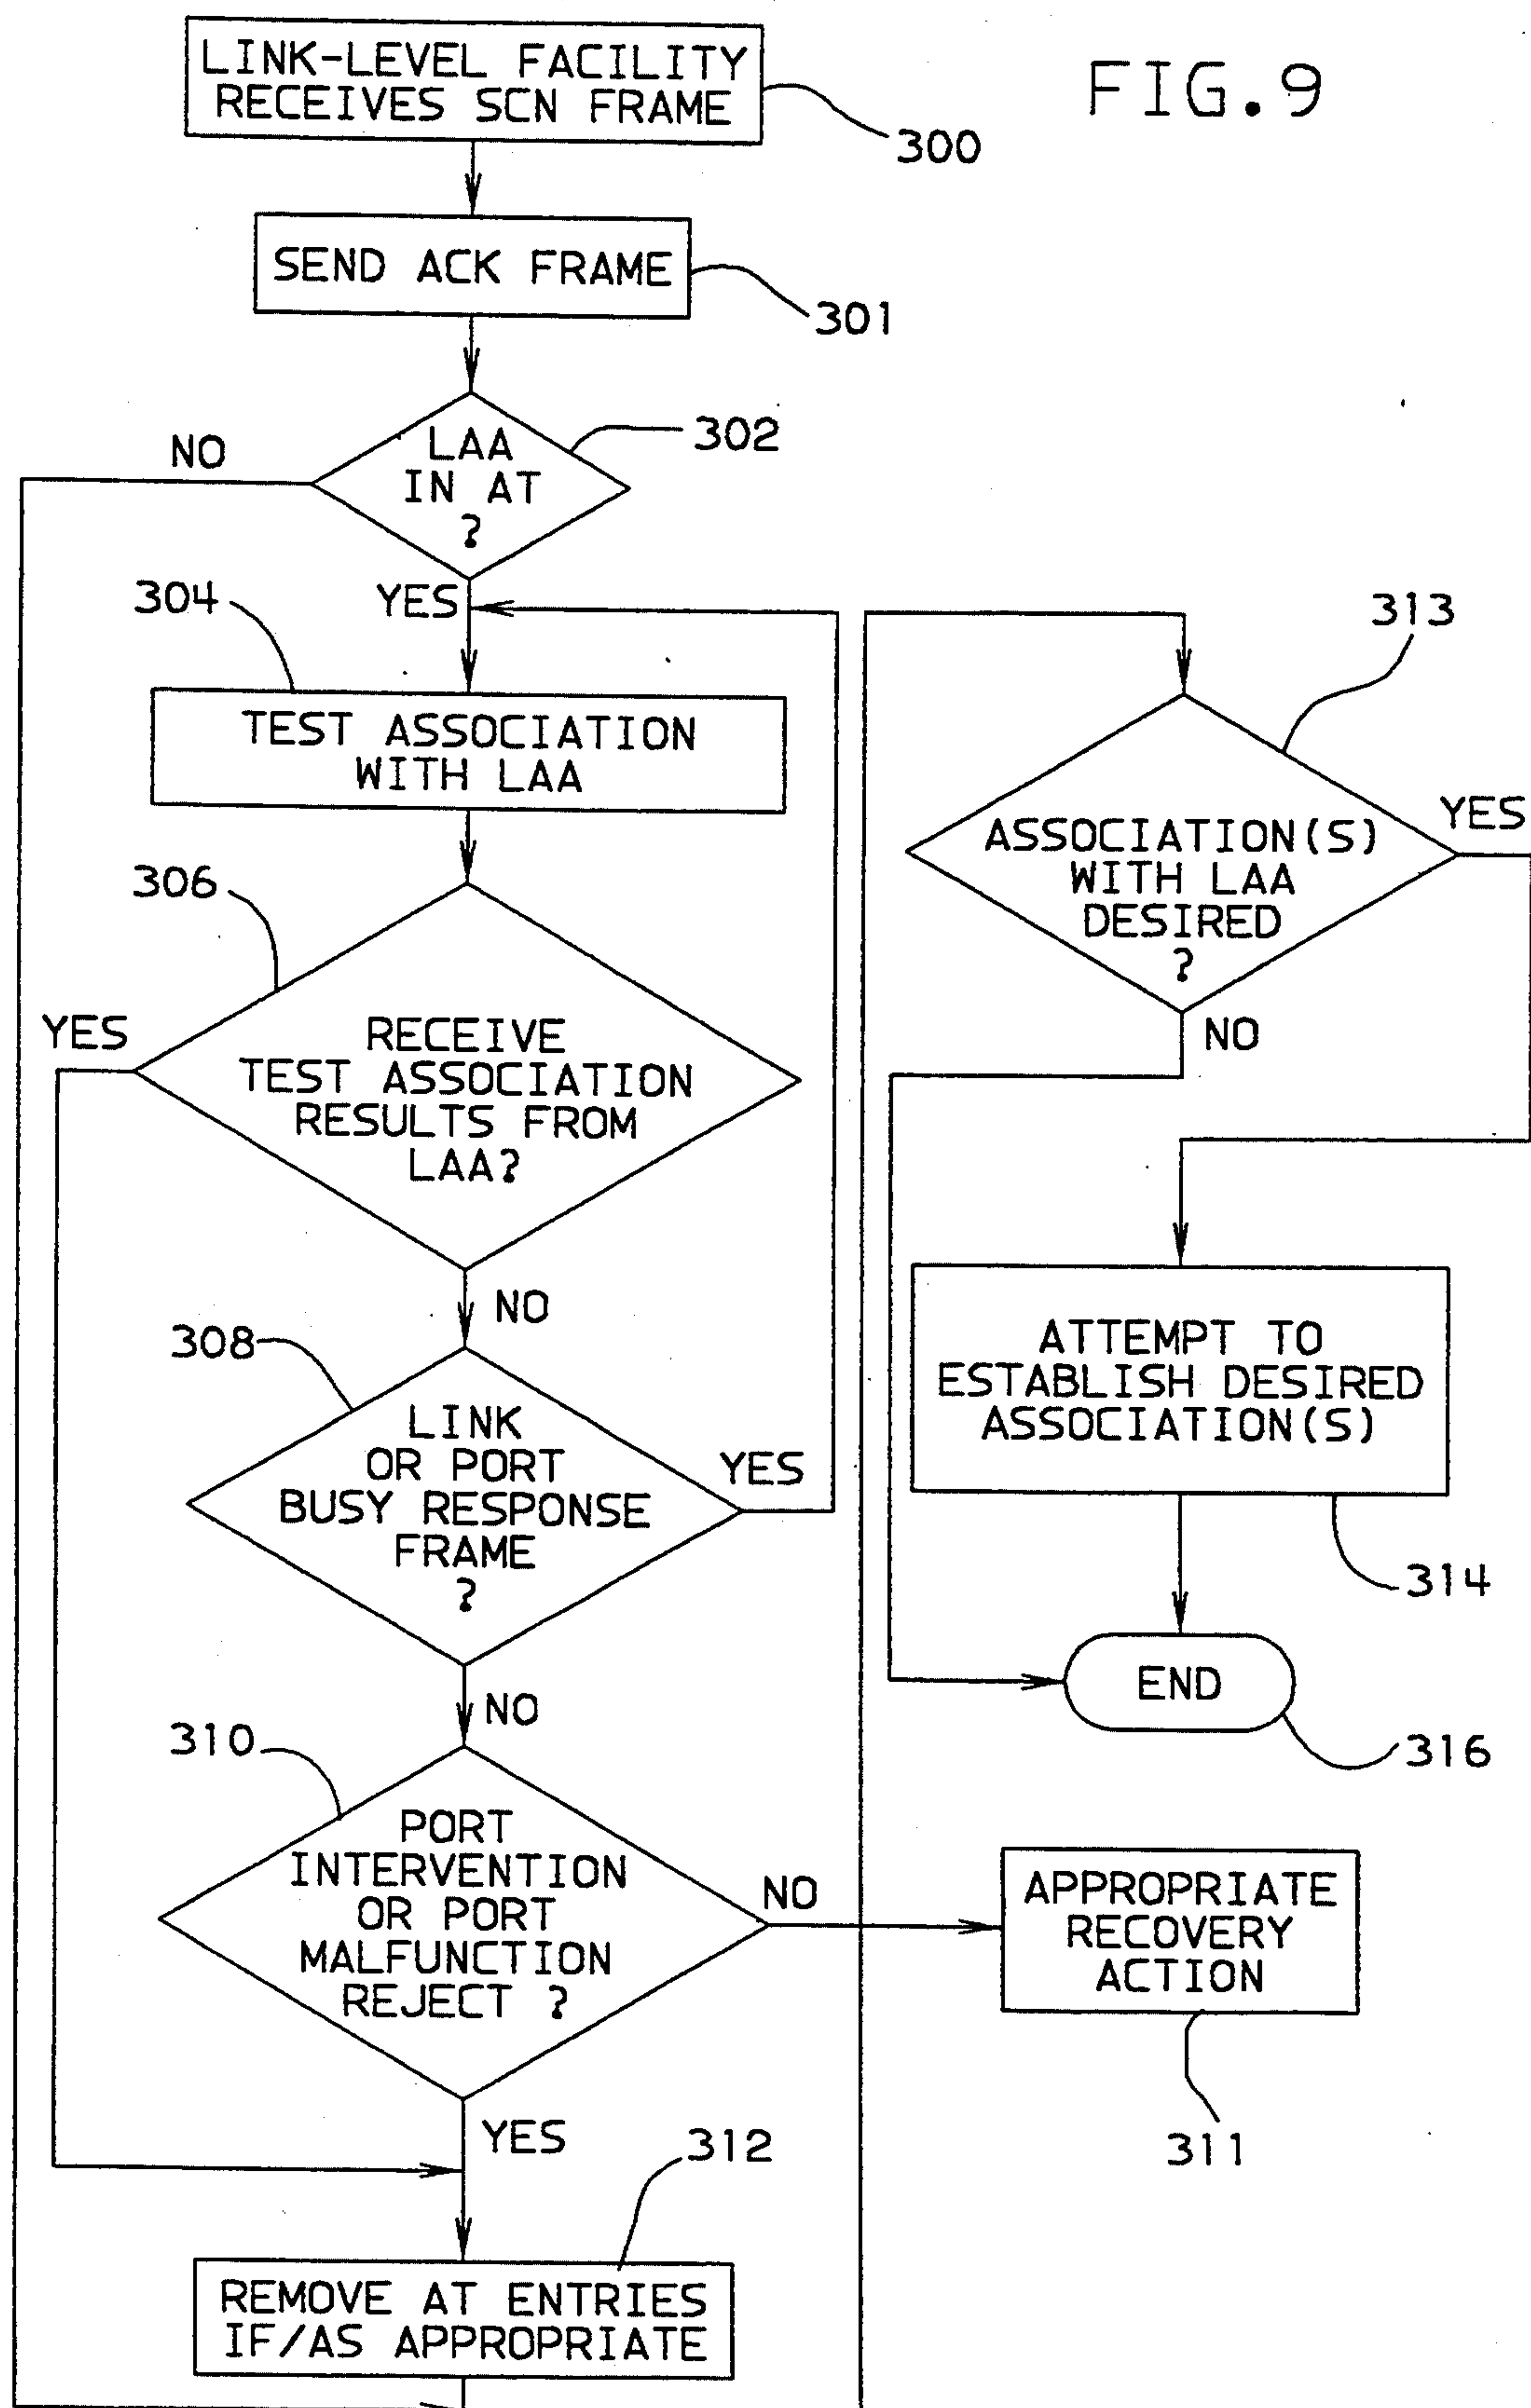 FIG.9
LINK-LEVEL FACILITY
RECEIVES SCN FRAME
300
SEND ACK FRAME
301
LAA
IN AT
?
302
NO
YES
304
TEST ASSOCIATION
WITH LAA
306
RECEIVE
TEST ASSOCIATION
RESULTS FROM
LAA?
YES
NO
308
LINK
OR PORT
BUSY RESPONSE
FRAME
?
YES
NO
310
PORT
INTERVENTION
OR PORT
MALFUNCTION
REJECT ?
NO
YES
312
REMOVE AT ENTRIES
IF/AS APPROPRIATE
313
ASSOCIATION(S)
WITH LAA
DESIRED
?
YES
NO
ATTEMPT TO
ESTABLISH DESIRED
ASSOCIATION(S)
314
END
316
APPROPRIATE
RECOVERY
ACTION
311